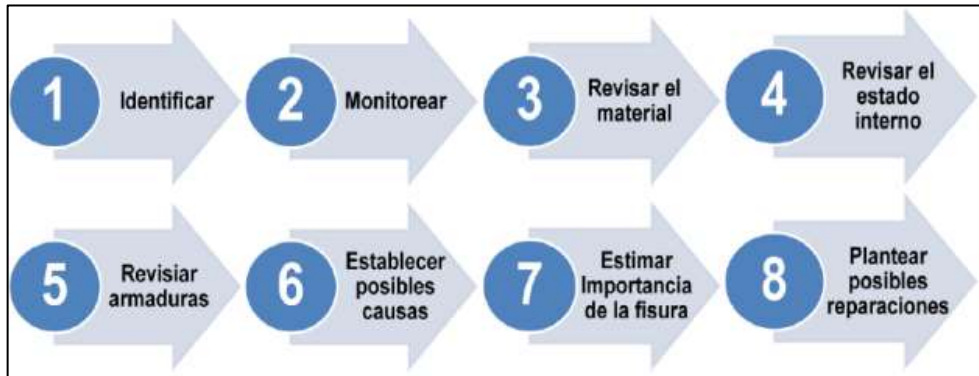 1
Identificar
2
Monitorear
3
Revisar el
material
4
Revisar el
estado
interno
5
Revisiar
armaduras
6
Establecer
posibles
causas
7
Estimar
Importancia
de la fisura
8
Plantear
posibles
reparaciones